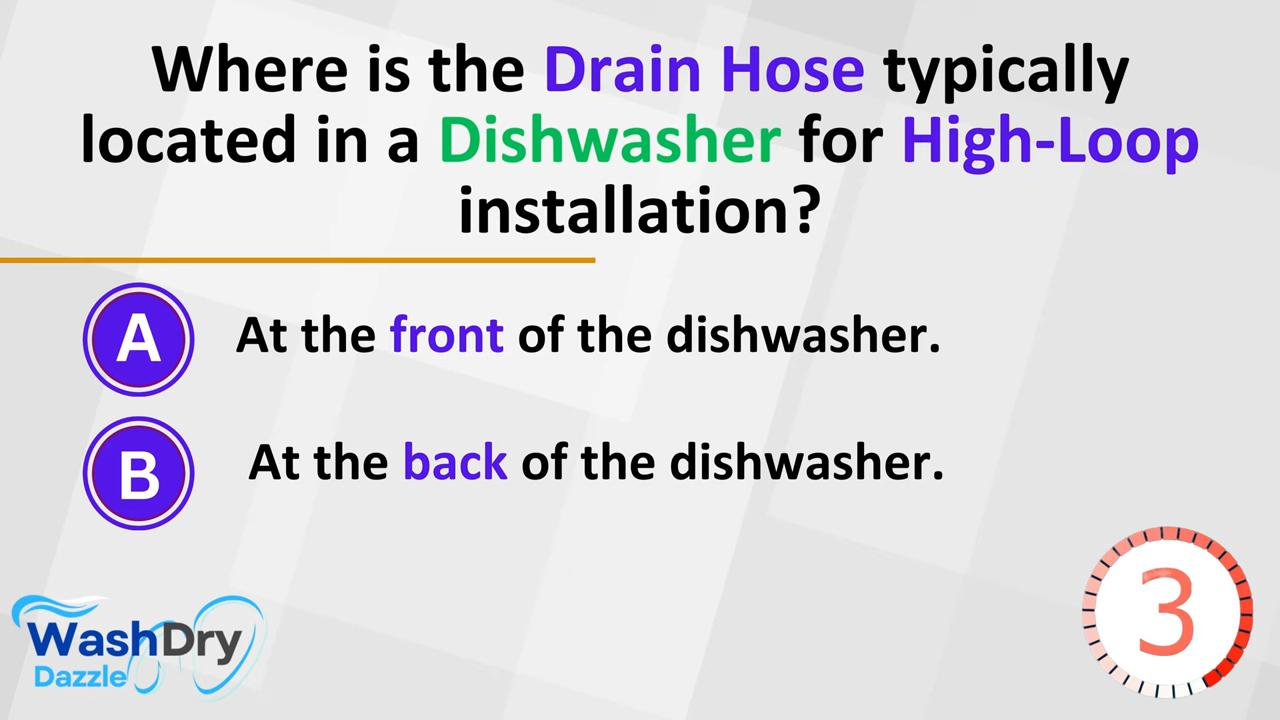 Where is the Drain Hose typically
located in a Dishwasher for High-Loop
installation?
A At the front of the dishwasher.
B At the back of the dishwasher.
3
WashDry
Dazzle